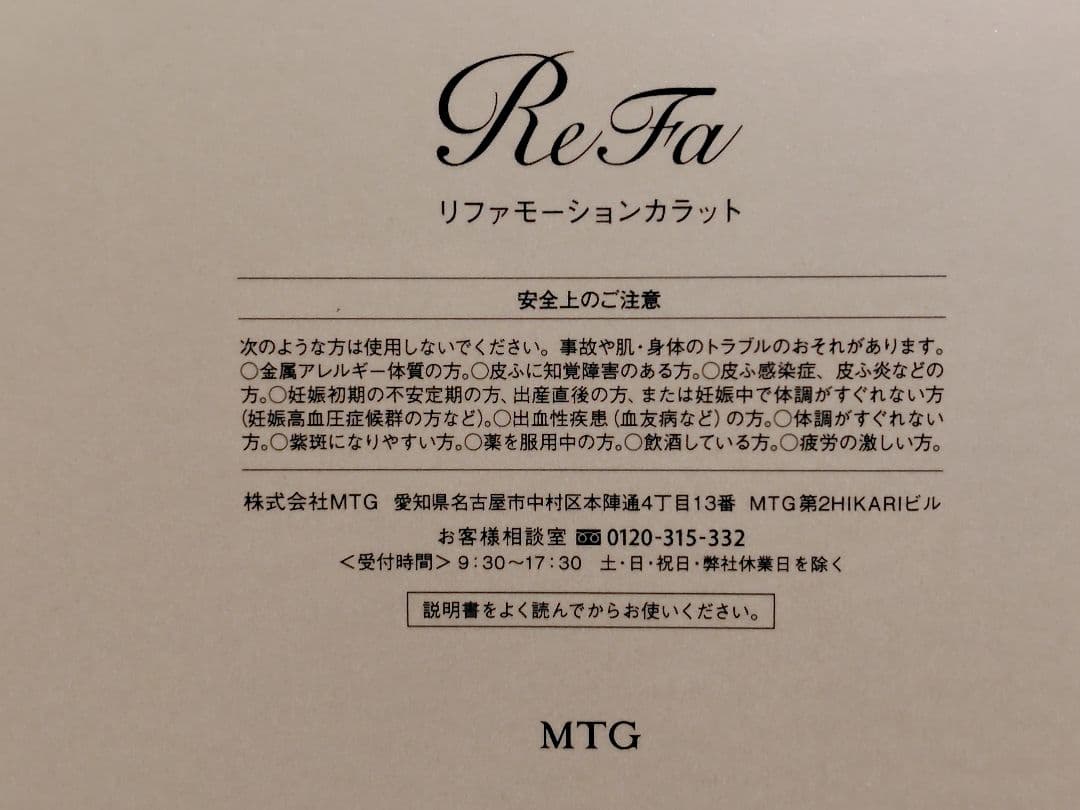 ReFa
リファモーションカラット
安全上のご注意
次のような方は使用しないでください。事故や肌・身体のトラブルのおそれがあります。
○金属アレルギー体質の方。○皮ふに知覚障害のある方。○皮ふ感染症、皮ふ炎などの
方。○妊娠初期の不安定期の方、出産直後の方、または妊娠中で体調がすぐれない方
(妊娠高血圧症候群の方など)。○出血性疾患(血友病など)の方。○体調がすぐれない
方。○紫斑になりやすい方。○薬を服用中の方。○飲酒している方。○疲労の激しい方。
株式会社MTG 愛知県名古屋市中村区本陣通4丁目13番 MTG第2HIKARIビル
お客様相談室 0120-315-332
＜受付時間＞9:30〜17:30 土・日・祝日・弊社休業日を除く
説明書をよく読んでからお使いください。
MTG